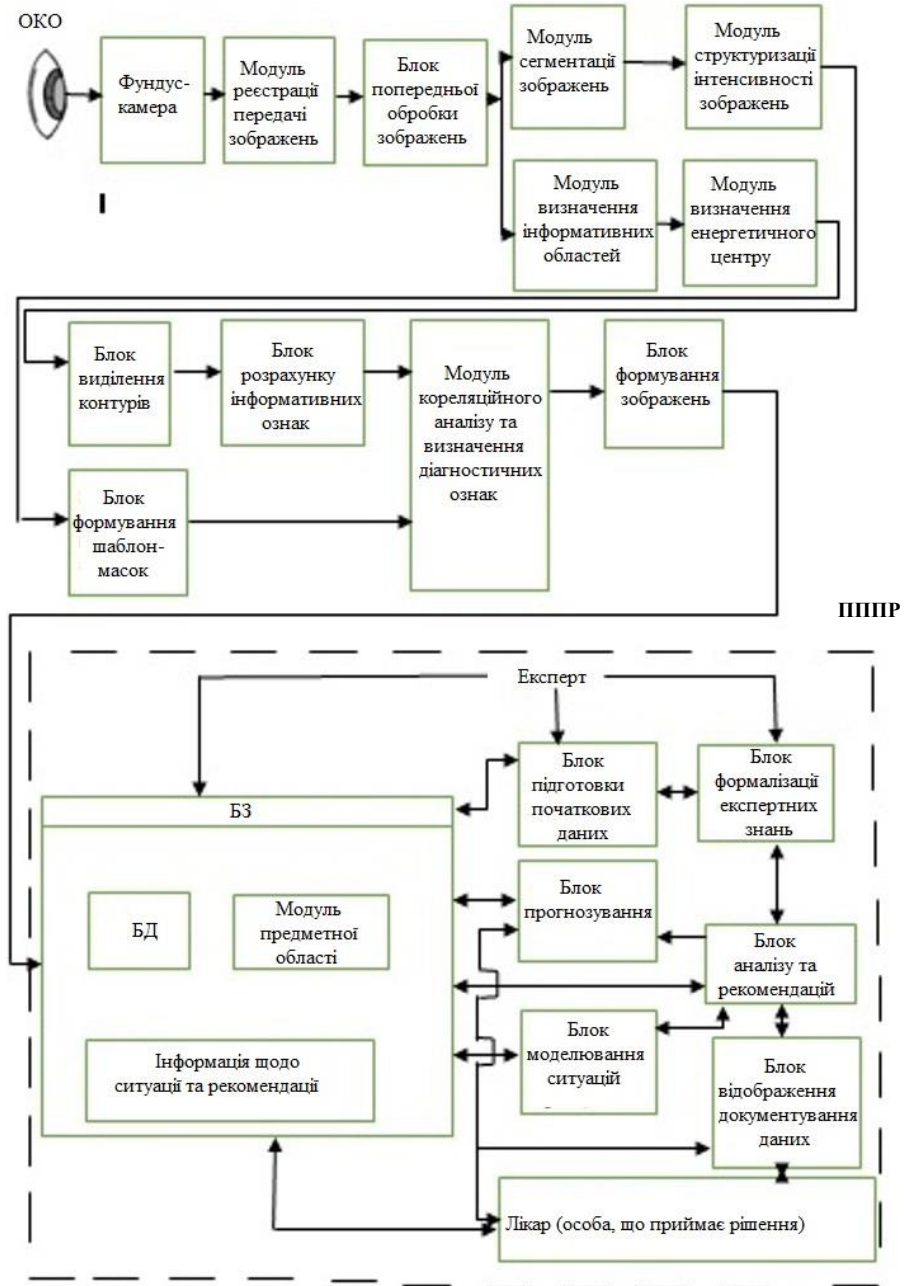 ОКО
Фундус-
камера
Модуль
реєстрації
передачі
зображень
Блок
попередньої
обробки
зображень
Модуль
сегментації
зображень
Модуль
структуризації
інтенсивності
зображень
Модуль
визначення
інформативних
областей
Модуль
визначення
енергетичного
центру
Блок
виділення
контурів
Блок
розрахунку
інформативних
ознак
Модуль
кореляційного
аналізу та
визначення
діагностичних
ознак
Блок
формування
зображень
Блок
формування
шаблон-
масок
ПППР
Експерт
Блок
підготовки
початкових
даних
Блок
формалізації
експертних
знань
БЗ
БД
Модуль
предметної
області
Інформація щодо
ситуації та рекомендації
Блок
прогнозування
Блок
аналізу та
рекомендацій
Блок
моделювання
ситуацій
Блок
відображення
документування
даних
Лікар (особа, що приймає рішення)